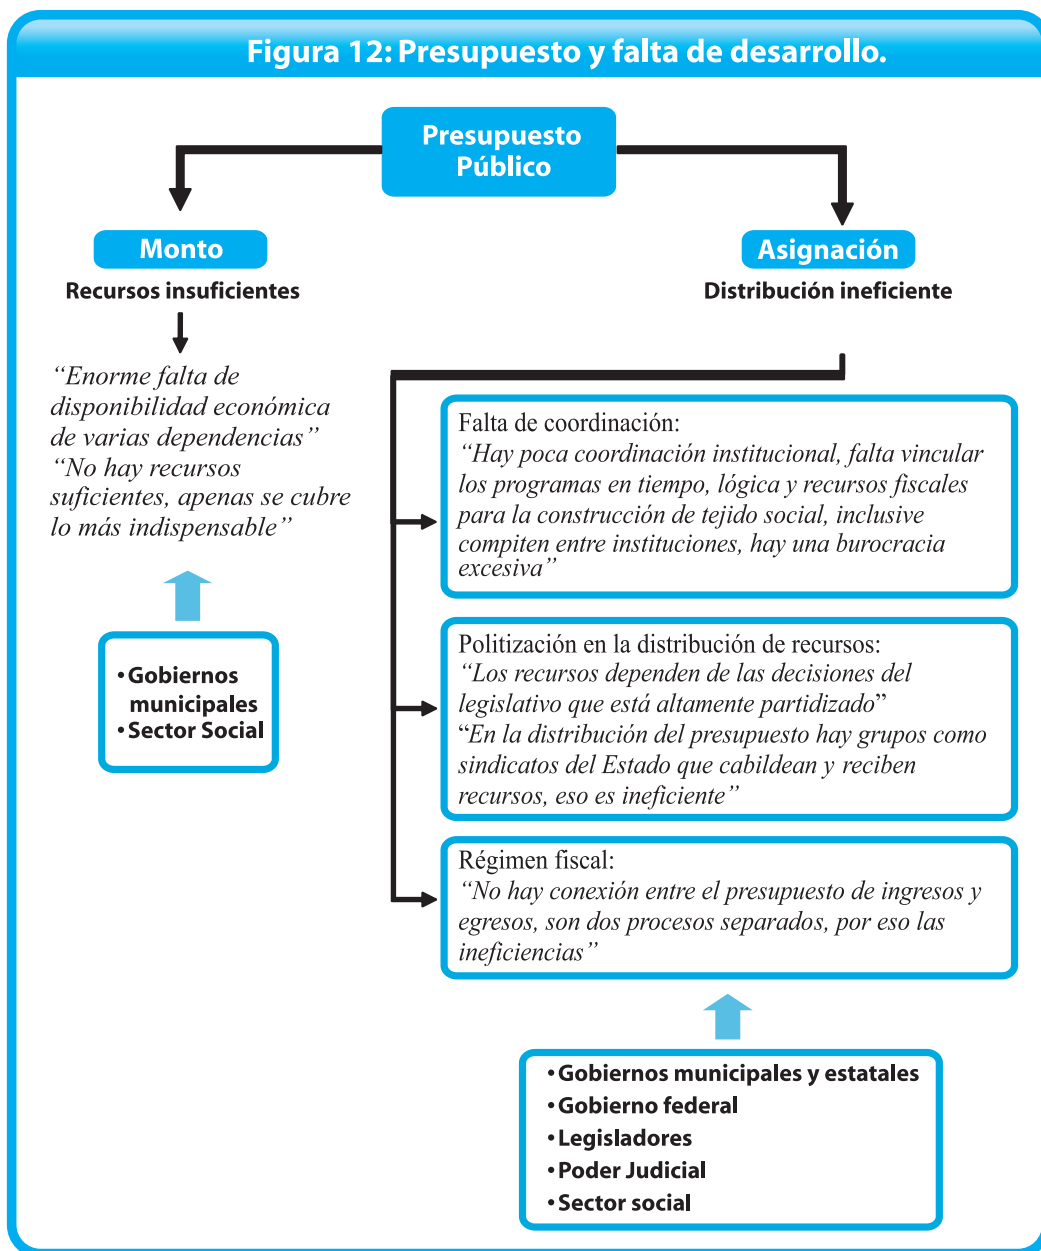 Figura 12: Presupuesto y falta de desarrollo.
Presupuesto
Público
Monto
Recursos insuficientes
“Enorme falta de
disponibilidad económica
de varias dependencias”
“No hay recursos
suficientes, apenas se cubre
lo más indispensable”
•Gobiernos
municipales
•Sector Social
Asignación
Distribución ineficiente
Falta de coordinación:
“Hay poca coordinación institucional, falta vincular
los programas en tiempo, lógica y recursos fiscales
para la construcción de tejido social, inclusive
compiten entre instituciones, hay una burocracia
excesiva”
Politización en la distribución de recursos:
“Los recursos dependen de las decisiones del
legislativo que está altamente partidizado”
“En la distribución del presupuesto hay grupos como
sindicatos del Estado que cabildean y reciben
recursos, eso es ineficiente”
Régimen fiscal:
“No hay conexión entre el presupuesto de ingresos y
egresos, son dos procesos separados, por eso las
ineficiencias”
•Gobiernos municipales y estatales
•Gobierno federal
•Legisladores
•Poder Judicial
•Sector social